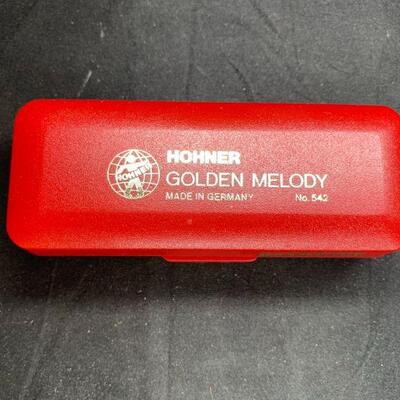 HOHNER
HOHNER
GOLDEN MELODY
MADE IN GERMANY No. 542